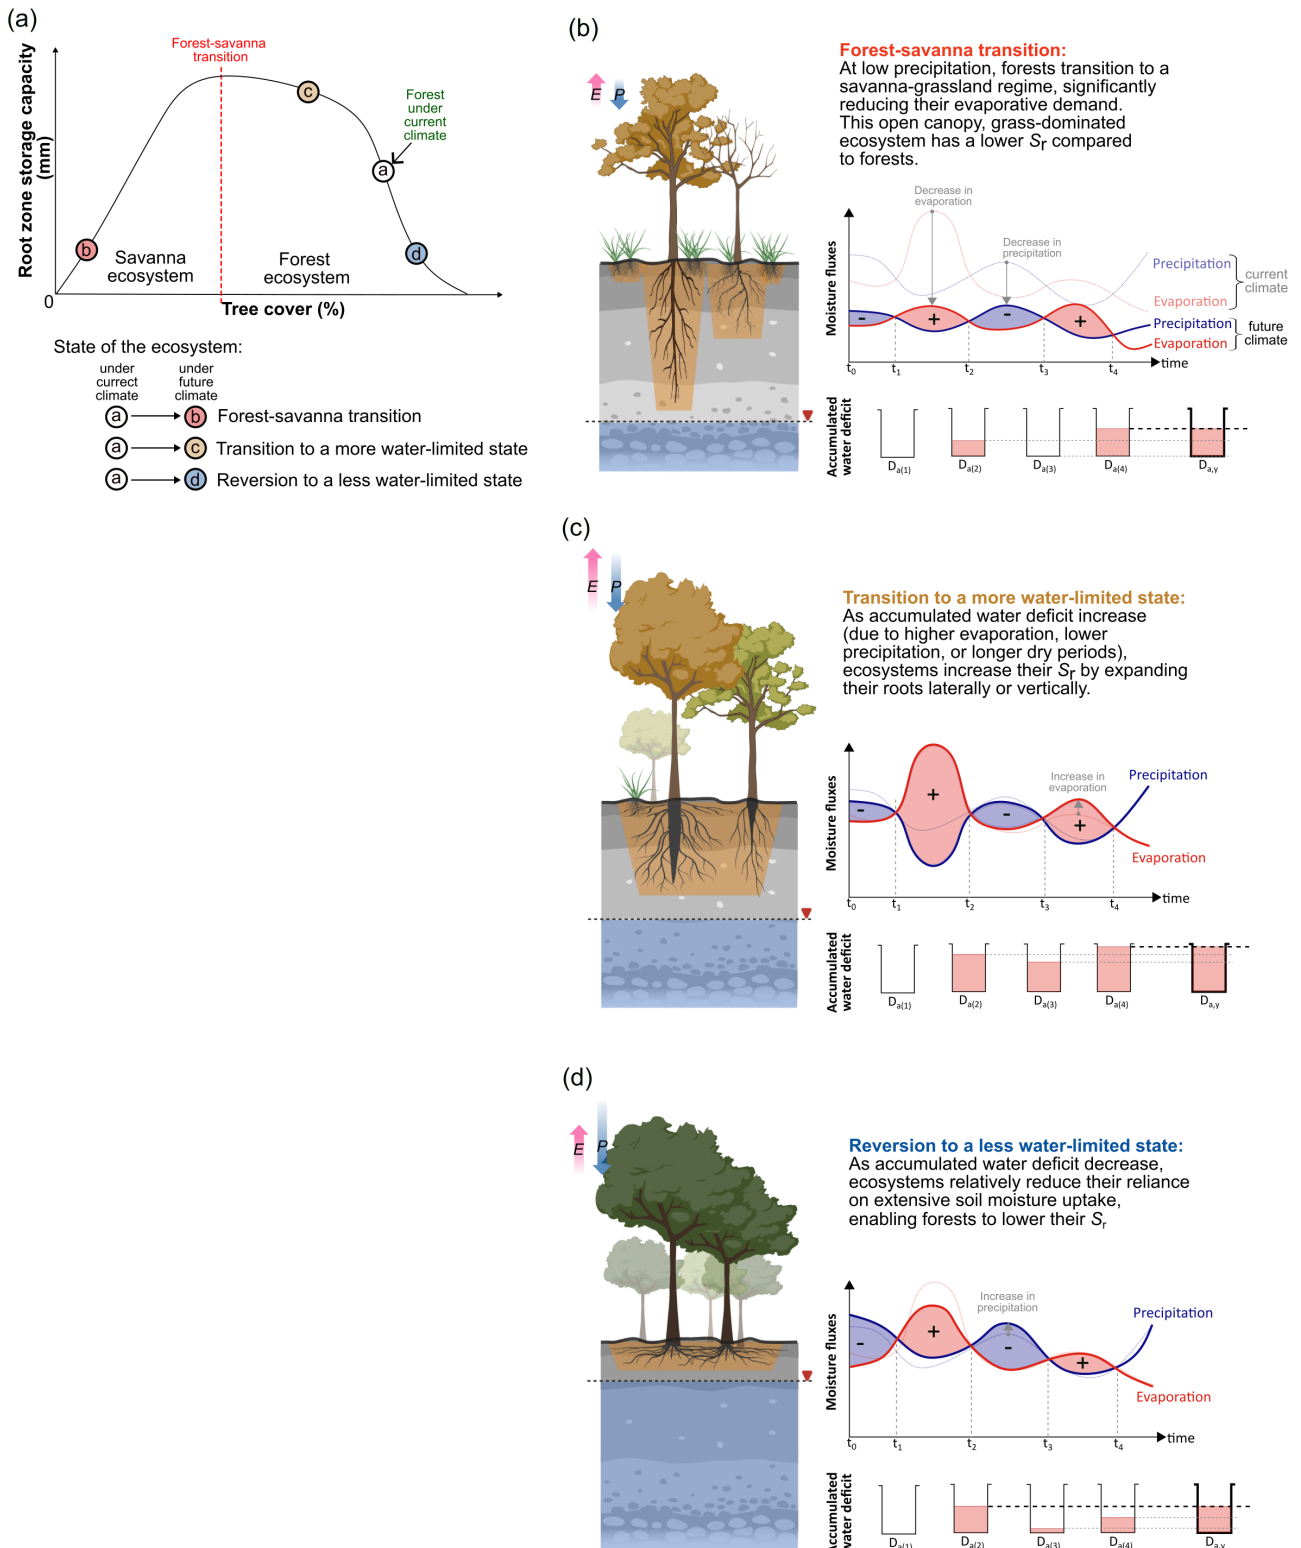 (a)
Root zone storage capacity
(mm)
Forest-savanna
transition
Forest
under
current
climate
c
a
b
d
Savanna
ecosystem
Forest
ecosystem
0
Tree cover (%)
State of the ecosystem:
under
currect
climate
under
future
climate
a
b
Forest-savanna transition
a
c
Transition to a more water-limited state
a
d
Reversion to a less water-limited state
(b)
E
P
Forest-savanna transition:
At low precipitation, forests transition to a
savanna-grassland regime, significantly
reducing their evaporative demand.
This open canopy, grass-dominated
ecosystem has a lower Sr compared
to forests.
Moisture fluxes
Decrease in
evaporation
Decrease in
precipitation
Precipitation
Evaporation
current
climate
Precipitation
Evaporation
future
climate
-
+
-
+
t0
t1
t2
t3
t4
time
Accumulated
water deficit
Da(1)
Da(2)
Da(3)
Da(4)
Da,y
(c)
E
P
Transition to a more water-limited state:
As accumulated water deficit increase
(due to higher evaporation, lower
precipitation, or longer dry periods),
ecosystems increase their Sr by expanding
their roots laterally or vertically.
Moisture fluxes
Increase in
evaporation
Precipitation
Evaporation
-
+
-
+
t0
t1
t2
t3
t4
time
Accumulated
water deficit
Da(1)
Da(2)
Da(3)
Da(4)
Da,y
(d)
E
P
Reversion to a less water-limited state:
As accumulated water deficit decrease,
ecosystems relatively reduce their reliance
on extensive soil moisture uptake,
enabling forests to lower their Sr
Moisture fluxes
Increase in
precipitation
Precipitation
Evaporation
+
-
+
t0
t1
t2
t3
t4
time
Accumulated
water deficit
Da(1)
Da(2)
Da(3)
Da(4)
Da,y